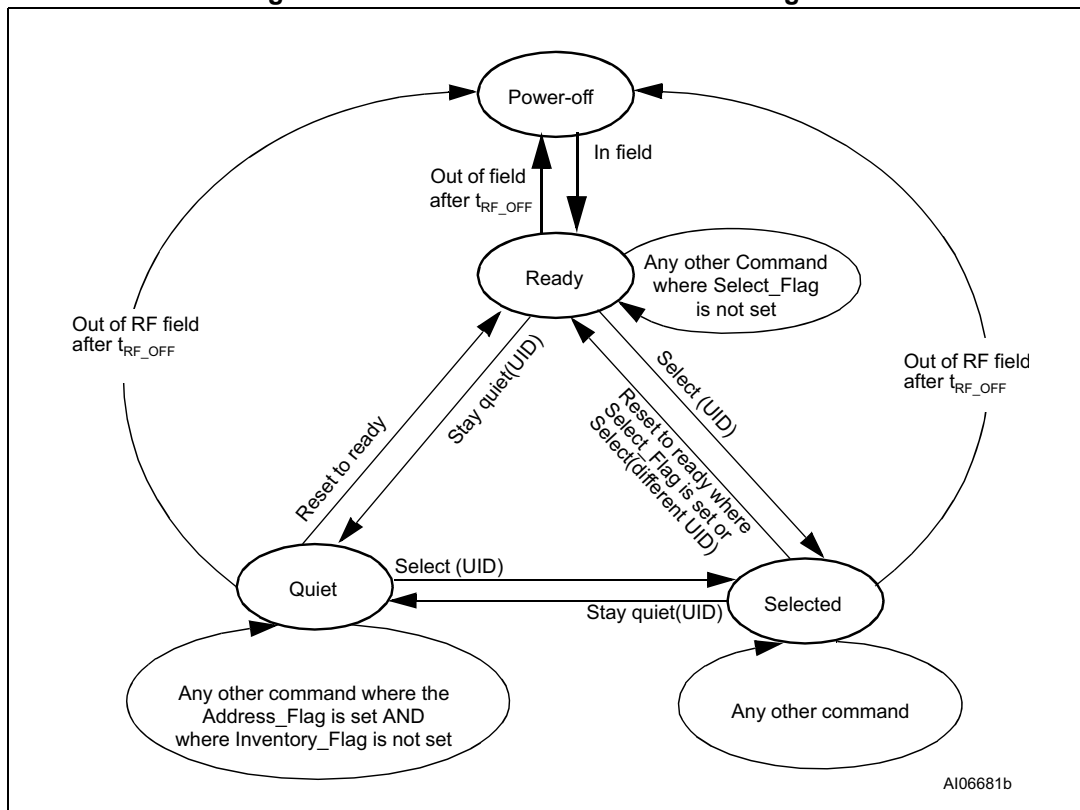 Power-off
In field
Out of field
after tRF_OFF
Ready
Any other Command
where Select_Flag
is not set
Out of RF field
after tRF_OFF
Out of RF field
after tRF_OFF
Reset to ready
Stay quiet(UID)
Select (UID)
Reset to ready where
Select_Flag is set or
Select(different UID)
Quiet
Select (UID)
Stay quiet(UID)
Selected
Any other command where the
Address_Flag is set AND
where Inventory_Flag is not set
Any other command
AI06681b